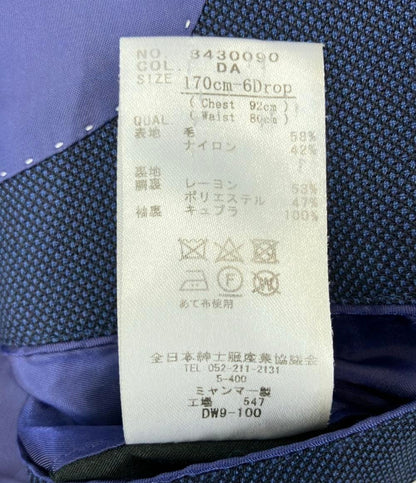 NO. 3430090
COL. DA
SIZE 170cm-6Drop
( Chest 92cm )
QUAL. ( Waist 80cm )
表地 毛 58%
ナイロン 42%
裏地
胴裏 レーヨン 53%
ポリエステル 47%
袖裏 キュプラ 100%
あて布使用
全日本紳士服産業協議会
TEL 052-211-2131
S-400
ミャンマー製
工場 547
DW9-100